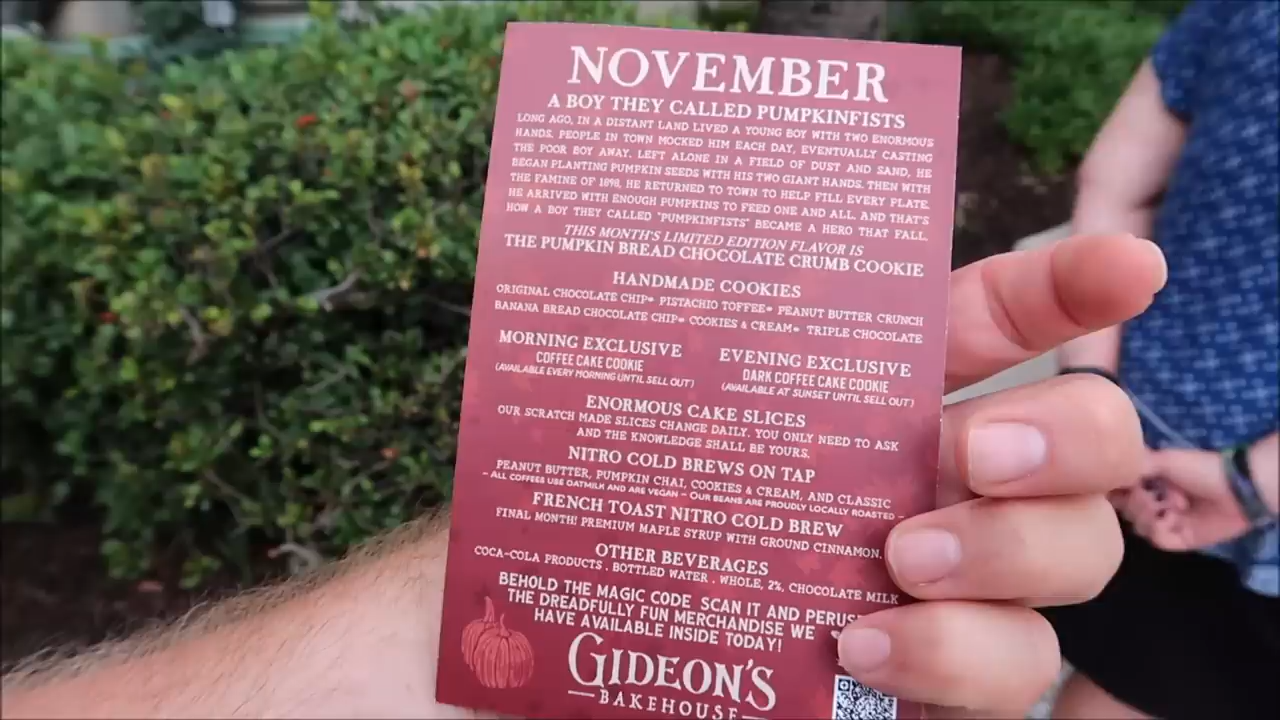 NOVEMBER
A BOY THEY CALLED PUMPKINFISTS
LONG AGO, IN A DISTANT LAND LIVED A YOUNG BOY WITH TWO ENORMOUS
HANDS. PEOPLE IN TOWN MOCKED HIM EACH DAY, EVENTUALLY CASTING
THE POOR BOY AWAY. LEFT ALONE IN A FIELD OF DUST AND SAND, HE
BEGAN PLANTING PUMPKIN SEEDS WITH HIS TWO GIANT HANDS. THEN WITH
THE FAMINE OF 1898, HE RETURNED TO TOWN TO HELP FILL EVERY PLATE.
HE ARRIVED WITH ENOUGH PUMPKINS TO FEED ONE AND ALL. AND THAT'S
HOW A BOY THEY CALLED "PUMPKINFISTS" BECAME A HERO THAT FALL.
THIS MONTH'S LIMITED EDITION FLAVOR IS
THE PUMPKIN BREAD CHOCOLATE CRUMB COOKIE
HANDMADE COOKIES
ORIGINAL CHOCOLATE CHIP• PISTACHIO TOFFEE• PEANUT BUTTER CRUNCH
BANANA BREAD CHOCOLATE CHIP• COOKIES & CREAM• TRIPLE CHOCOLATE
MORNING EXCLUSIVE
COFFEE CAKE COOKIE
(AVAILABLE EVERY MORNING UNTIL SELL OUT)
EVENING EXCLUSIVE
DARK COFFEE CAKE COOKIE
(AVAILABLE AT SUNSET UNTIL SELL OUT)
ENORMOUS CAKE SLICES
OUR SCRATCH MADE SLICES CHANGE DAILY. YOU ONLY NEED TO ASK
AND THE KNOWLEDGE SHALL BE YOURS.
NITRO COLD BREWS ON TAP
PEANUT BUTTER, PUMPKIN CHAI, COOKIES & CREAM, AND CLASSIC
- ALL COFFEES USE OATMILK AND ARE VEGAN - OUR BEANS ARE PROUDLY LOCALLY ROASTED -
FRENCH TOAST NITRO COLD BREW
FINAL MONTH! PREMIUM MAPLE SYRUP WITH GROUND CINNAMON.
OTHER BEVERAGES
COCA-COLA PRODUCTS . BOTTLED WATER . WHOLE, 2%, CHOCOLATE MILK
BEHOLD THE MAGIC CODE SCAN IT AND PERUS
THE DREADFULLY FUN MERCHANDISE WE
HAVE AVAILABLE INSIDE TODAY!
GIDEON'S
BAKEHOUSE